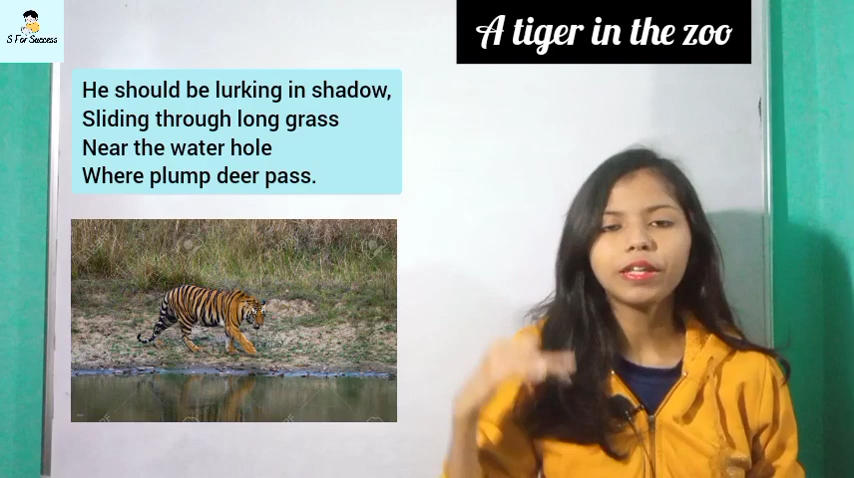 S For Success
A tiger in the zoo
He should be lurking in shadow,
Sliding through long grass
Near the water hole
Where plump deer pass.